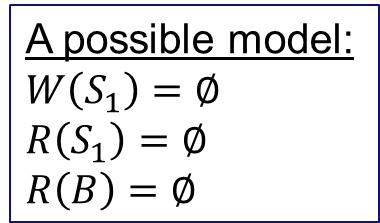 A possible model:
W(S₁) = ∅
R(S₁) = ∅
R(B) = ∅